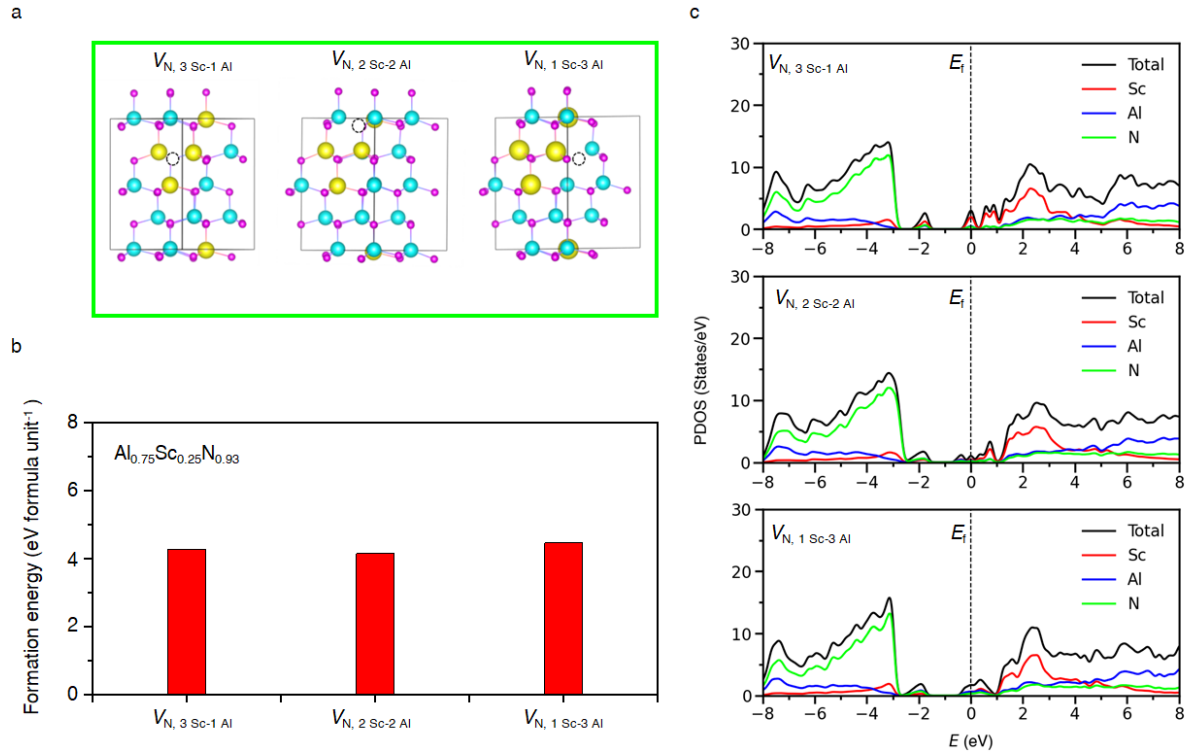 a
V_N, 3 Sc-1 Al
V_N, 2 Sc-2 Al
V_N, 1 Sc-3 Al
b
Formation energy (eV formula unit⁻¹)
8
6
4
2
0
Al₀.₇₅Sc₀.₂₅N₀.₉₃
V_N, 3 Sc-1 Al
V_N, 2 Sc-2 Al
V_N, 1 Sc-3 Al
c
PDOS (States/eV)
30
20
10
0
V_N, 3 Sc-1 Al
E_f
Total
Sc
Al
N
−8 −6 −4 −2 0 2 4 6 8
30
20
10
0
V_N, 2 Sc-2 Al
E_f
Total
Sc
Al
N
−8 −6 −4 −2 0 2 4 6 8
30
20
10
0
V_N, 1 Sc-3 Al
E_f
Total
Sc
Al
N
−8 −6 −4 −2 0 2 4 6 8
E (eV)